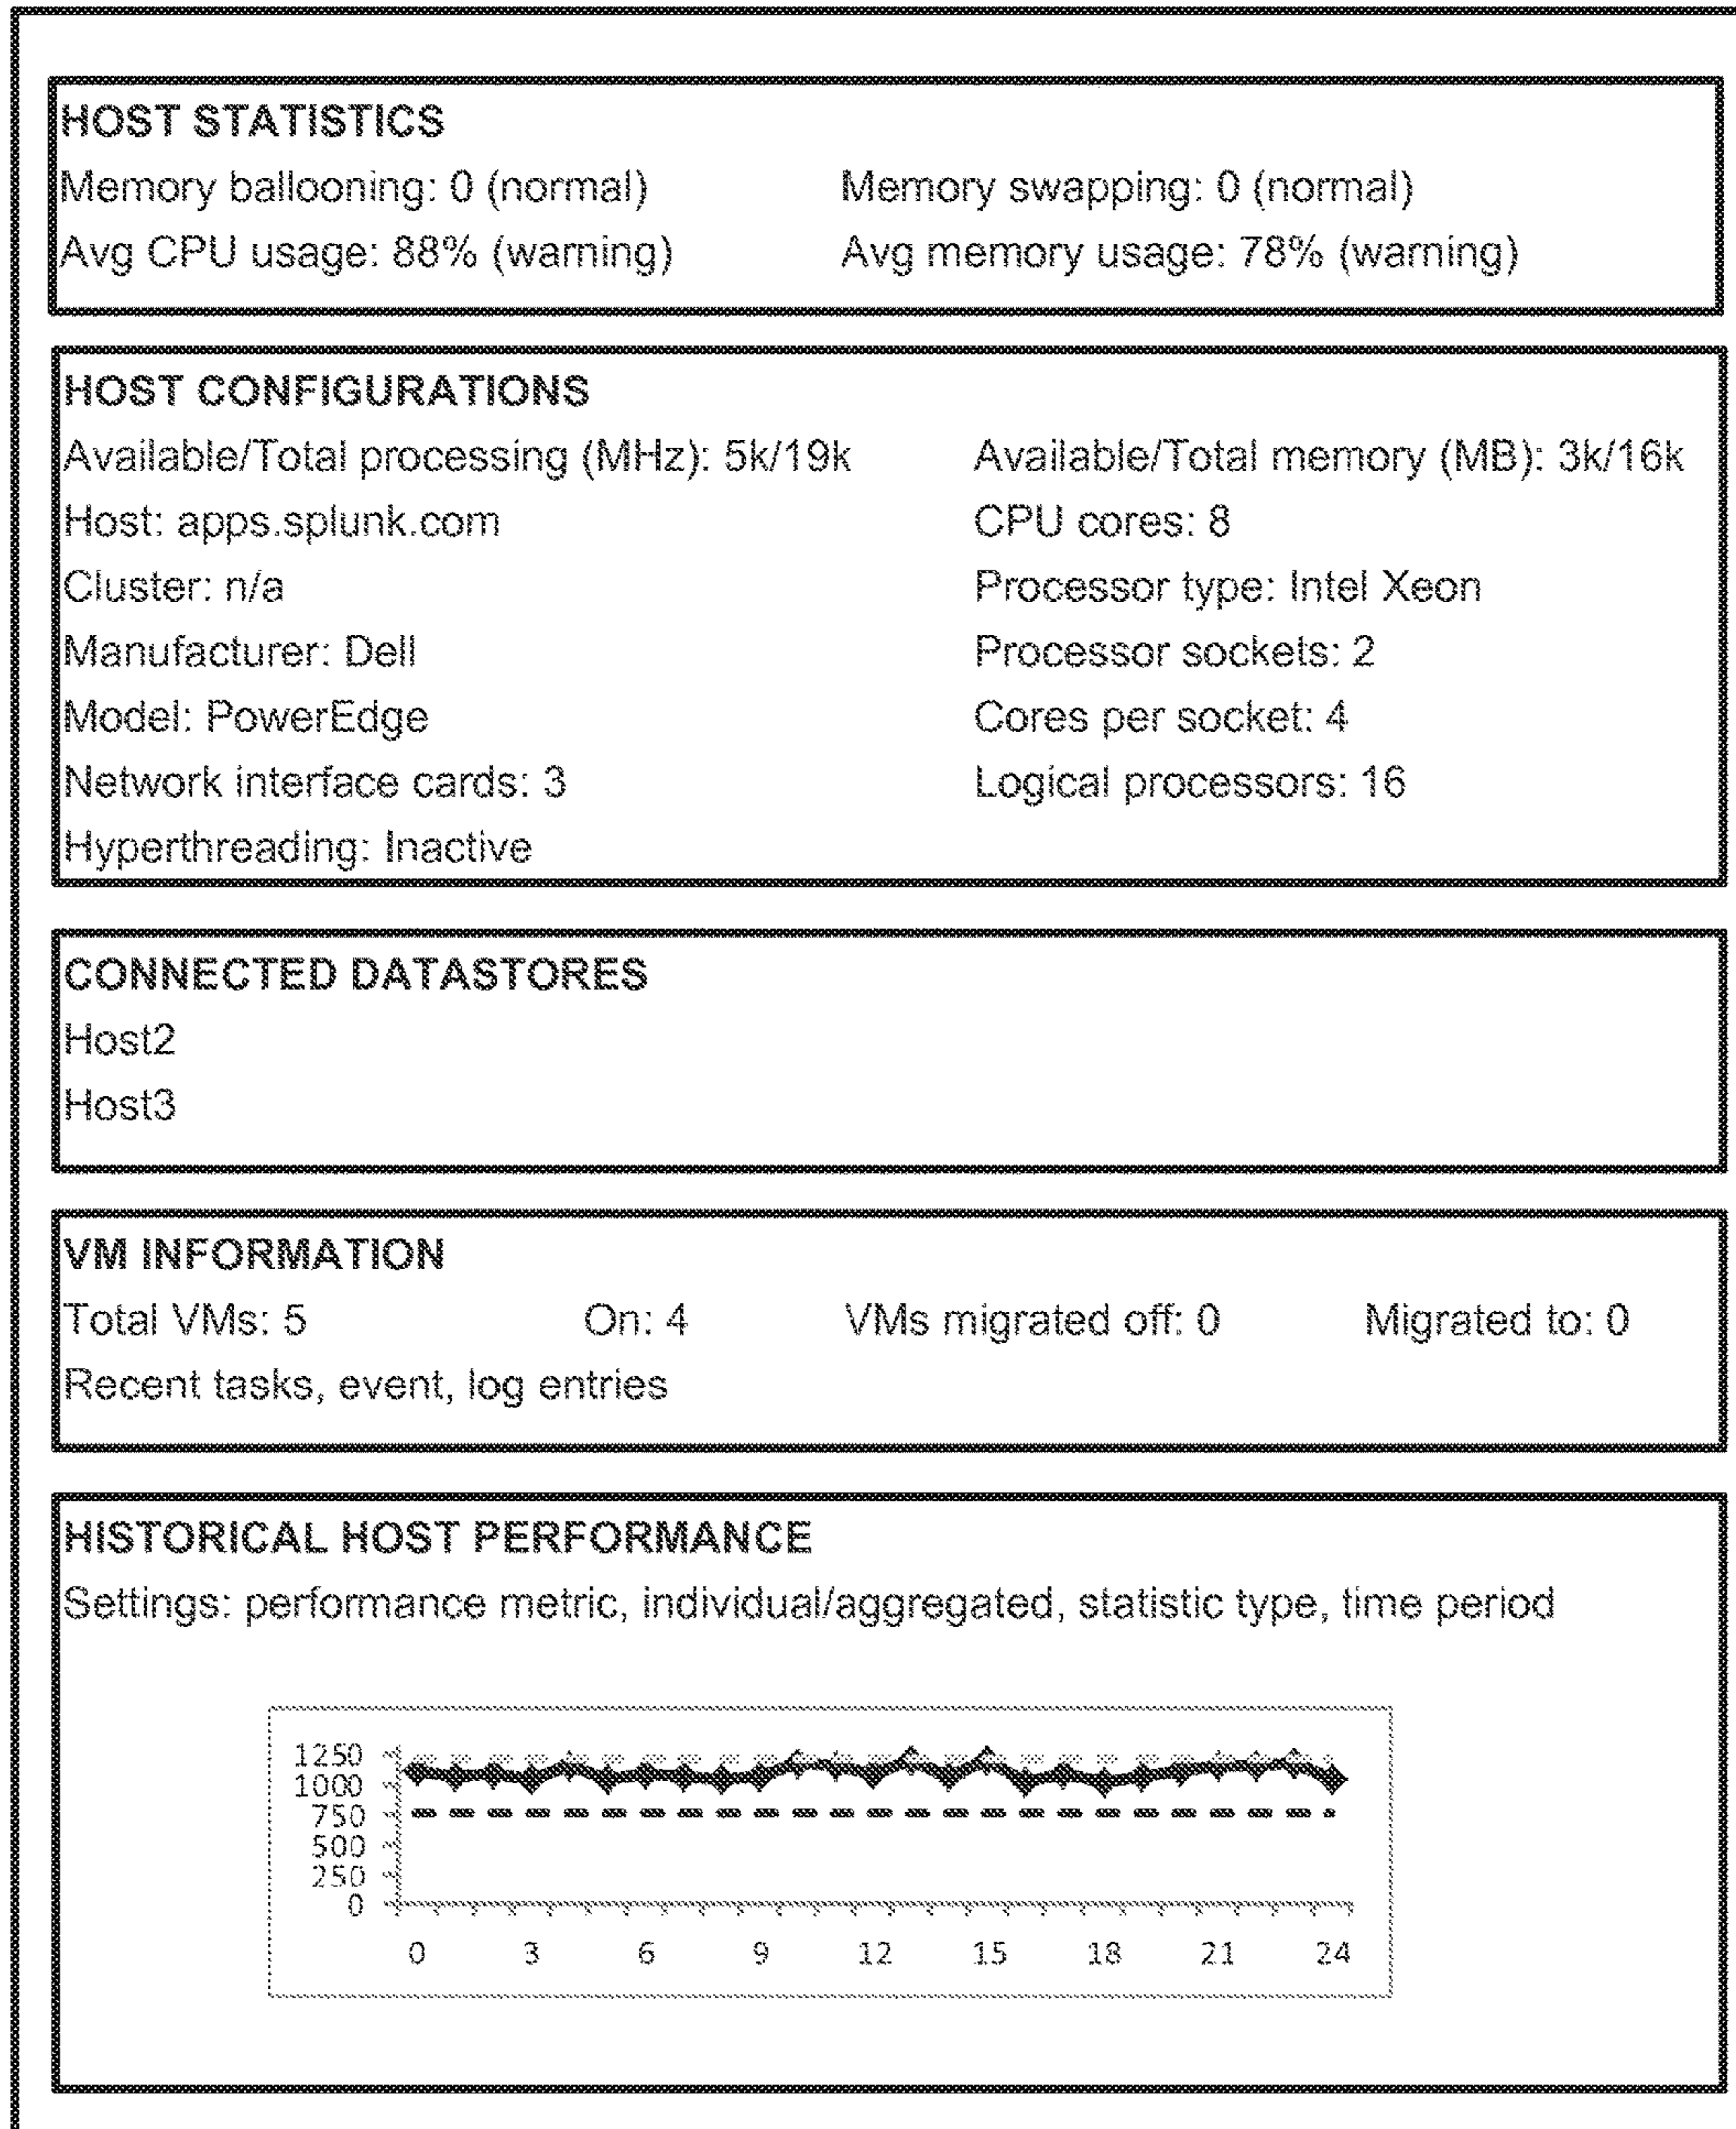 HOST STATISTICS
Memory ballooning: 0 (normal) Memory swapping: 0 (normal)
Avg CPU usage: 88% (warning) Avg memory usage: 78% (warning)
HOST CONFIGURATIONS
Available/Total processing (MHz): 5k/19k Available/Total memory (MB): 3k/16k
Host: apps.splunk.com CPU cores: 8
Cluster: n/a Processor type: Intel Xeon
Manufacturer: Dell Processor sockets: 2
Model: PowerEdge Cores per socket: 4
Network interface cards: 3 Logical processors: 16
Hyperthreading: Inactive
CONNECTED DATASTORES
Host2
Host3
VM INFORMATION
Total VMs: 5 On: 4 VMs migrated off: 0 Migrated to: 0
Recent tasks, event, log entries
HISTORICAL HOST PERFORMANCE
Settings: performance metric, individual/aggregated, statistic type, time period
1250
1000
750
500
250
0
0 3 6 9 12 15 18 21 24